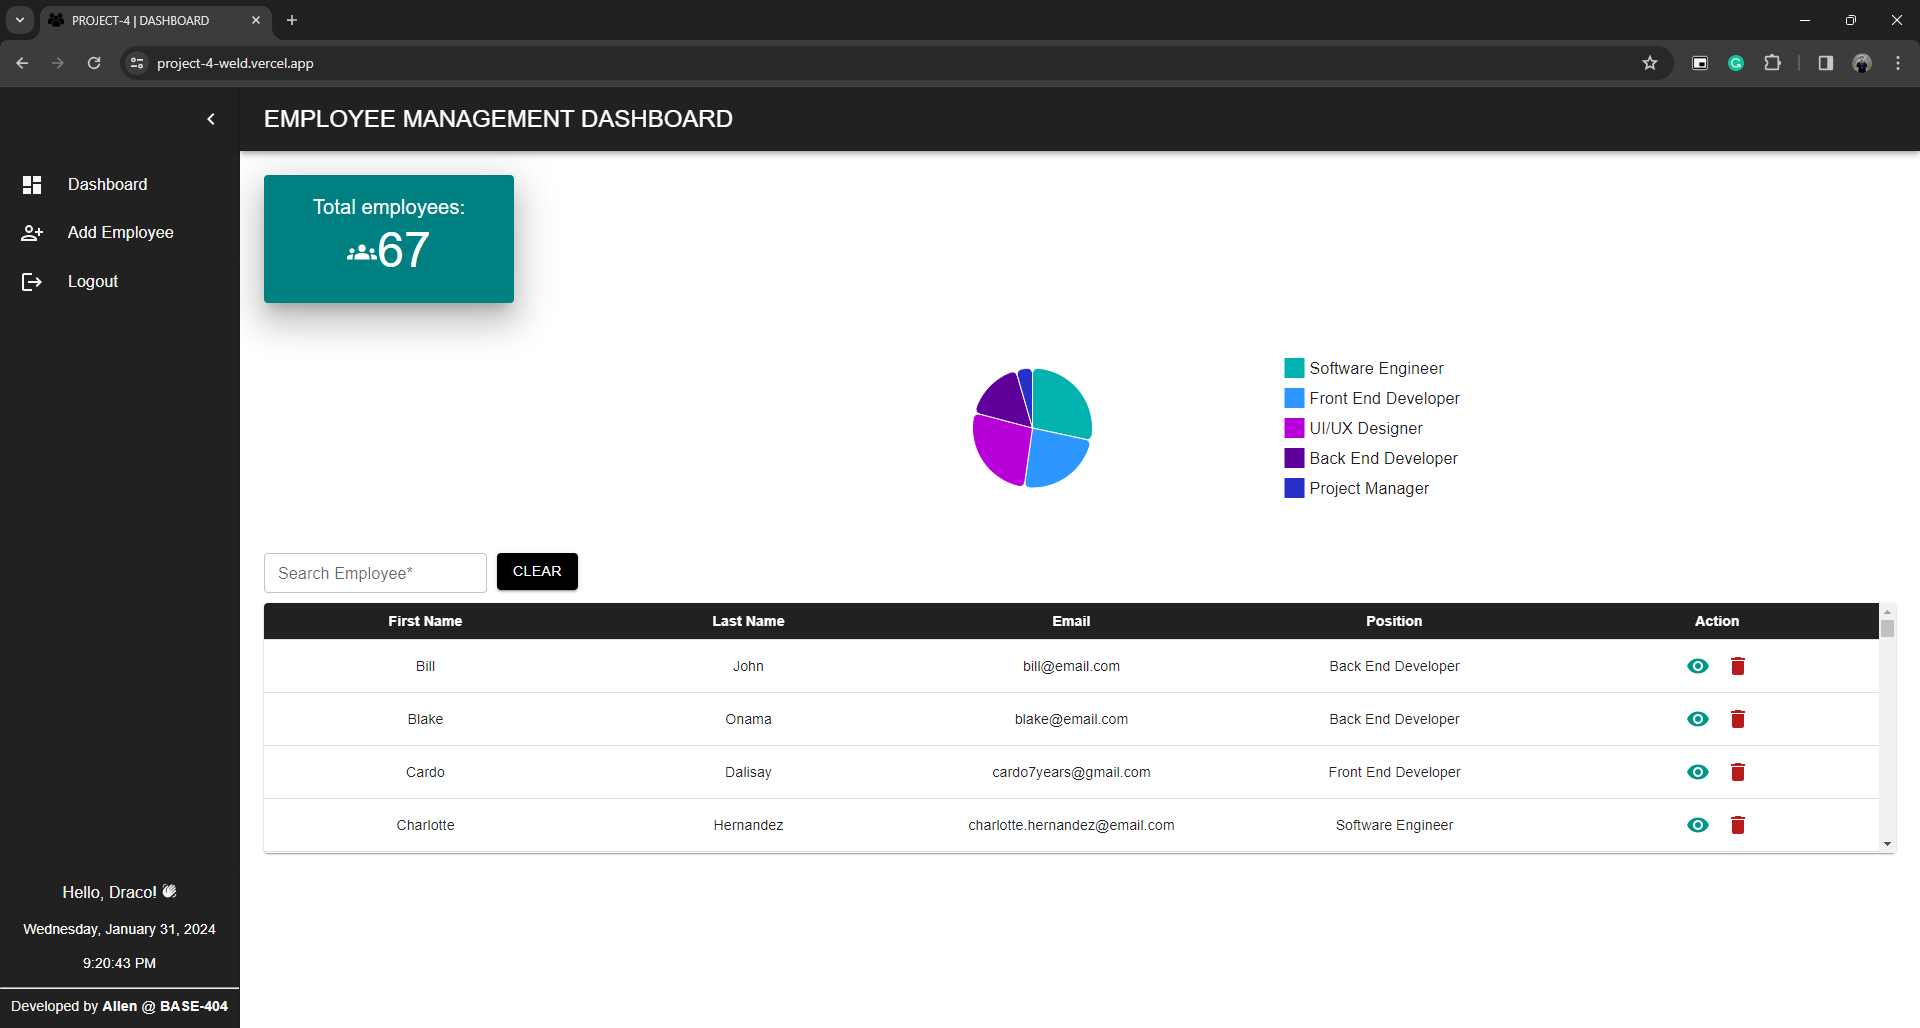 PROJECT-4 | DASHBOARD
project-4-weld.vercel.app
EMPLOYEE MANAGEMENT DASHBOARD
Dashboard
Add Employee
Logout
Total employees:
67
Software Engineer
Front End Developer
UI/UX Designer
Back End Developer
Project Manager
Search Employee*
CLEAR
First Name Last Name Email Position Action
Bill John bill@email.com Back End Developer
Blake Onama blake@email.com Back End Developer
Cardo Dalisay cardo7years@gmail.com Front End Developer
Charlotte Hernandez charlotte.hernandez@email.com Software Engineer
Hello, Draco! 👋
Wednesday, January 31, 2024
9:20:43 PM
Developed by Allen @ BASE-404